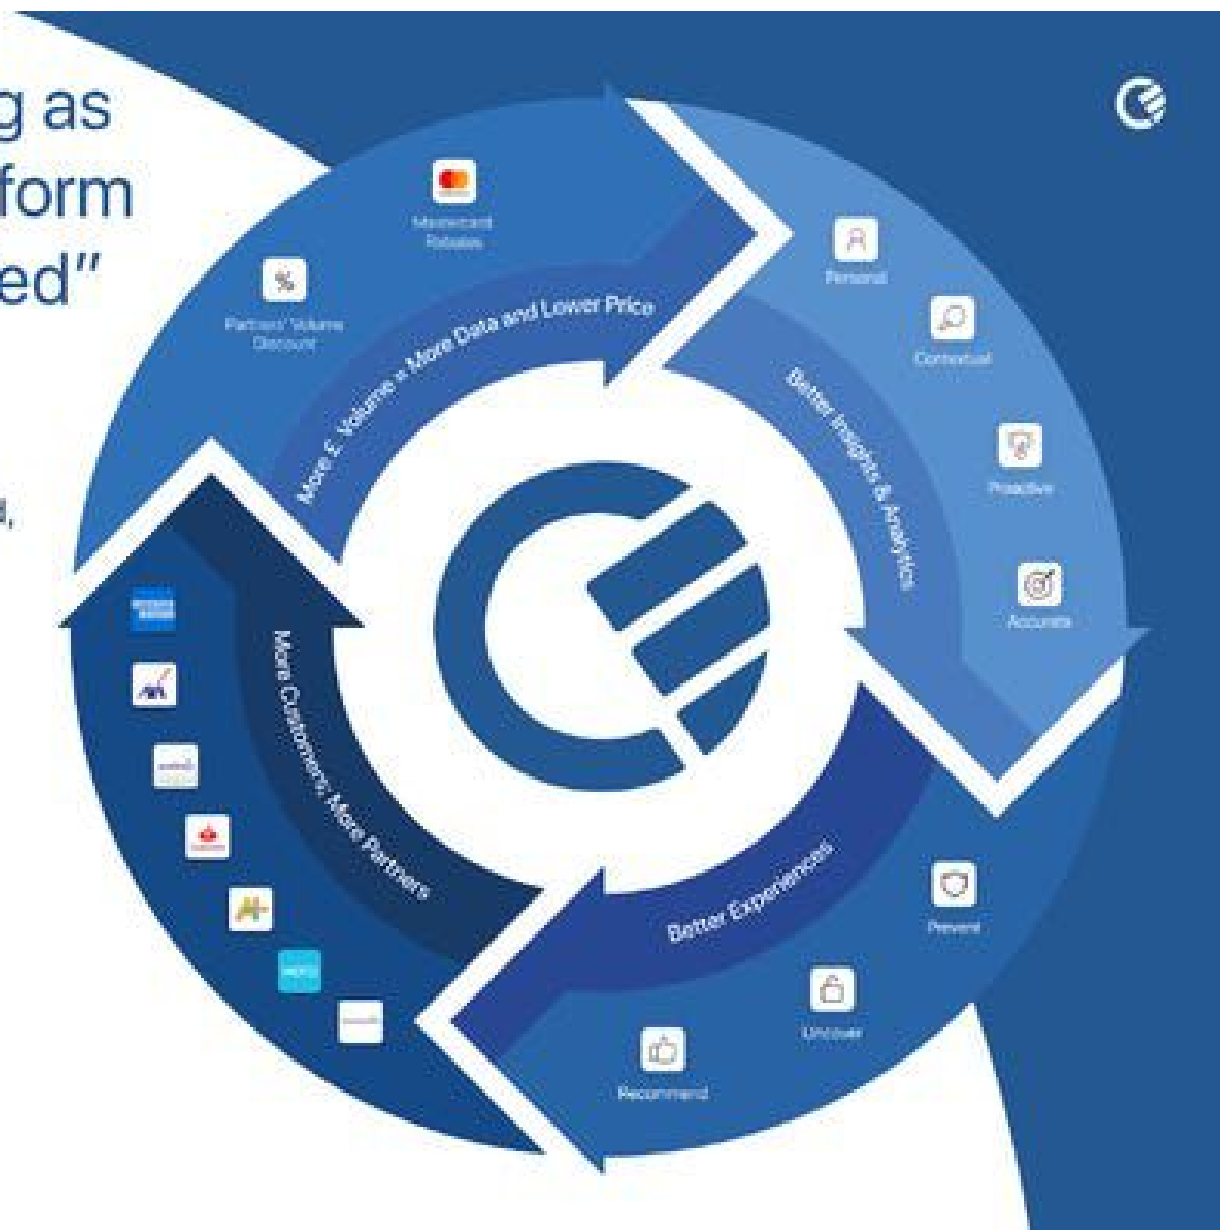 g as
form
ed"
Mastercard
Rebates
Partners' Volume
Discount
More £ Volume = More Data and Lower Price
Personal
Contextual
Proactive
Accurate
Better Insights & Analytics
Prevent
Uncover
Recommend
Better Experiences
More Customers; More Partners
AXA